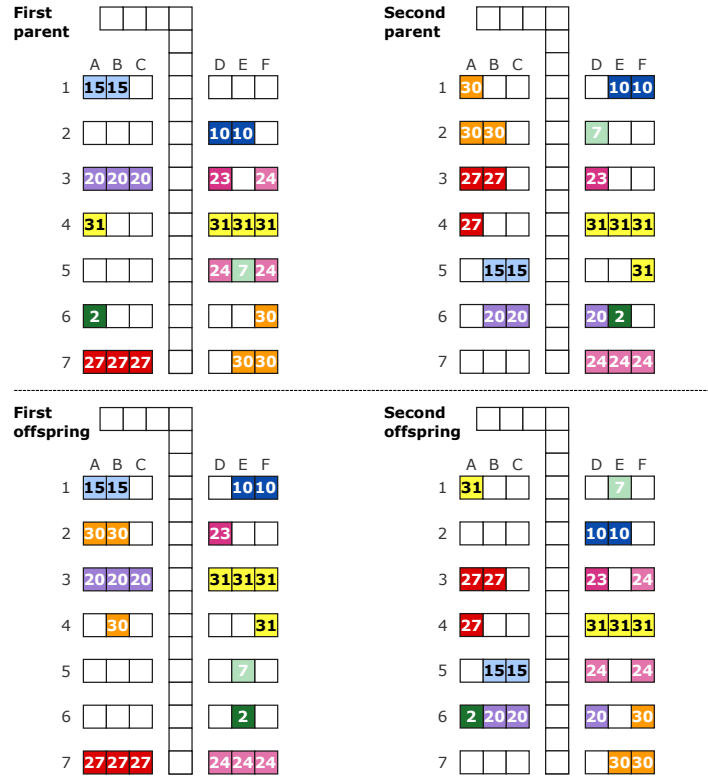 First Second
parent parent
A B C D E F A B C D E F
1 15 15 1 30 10 10
2 10 10 2 30 30 7
3 20 20 20 23 24 3 27 27 23
4 31 31 31 31 4 27 31 31 31
5 24 7 24 5 15 15 31
6 2 30 6 20 20 20 2
7 27 27 27 30 30 7 24 24 24
First Second
offspring offspring
A B C D E F A B C D E F
1 15 15 10 10 1 31 7
2 30 30 23 2 10 10
3 20 20 20 31 31 31 3 27 27 23 24
4 30 31 4 27 31 31 31
5 7 5 15 15 24 24
6 2 6 2 20 20 20 30
7 27 27 27 24 24 24 7 30 30